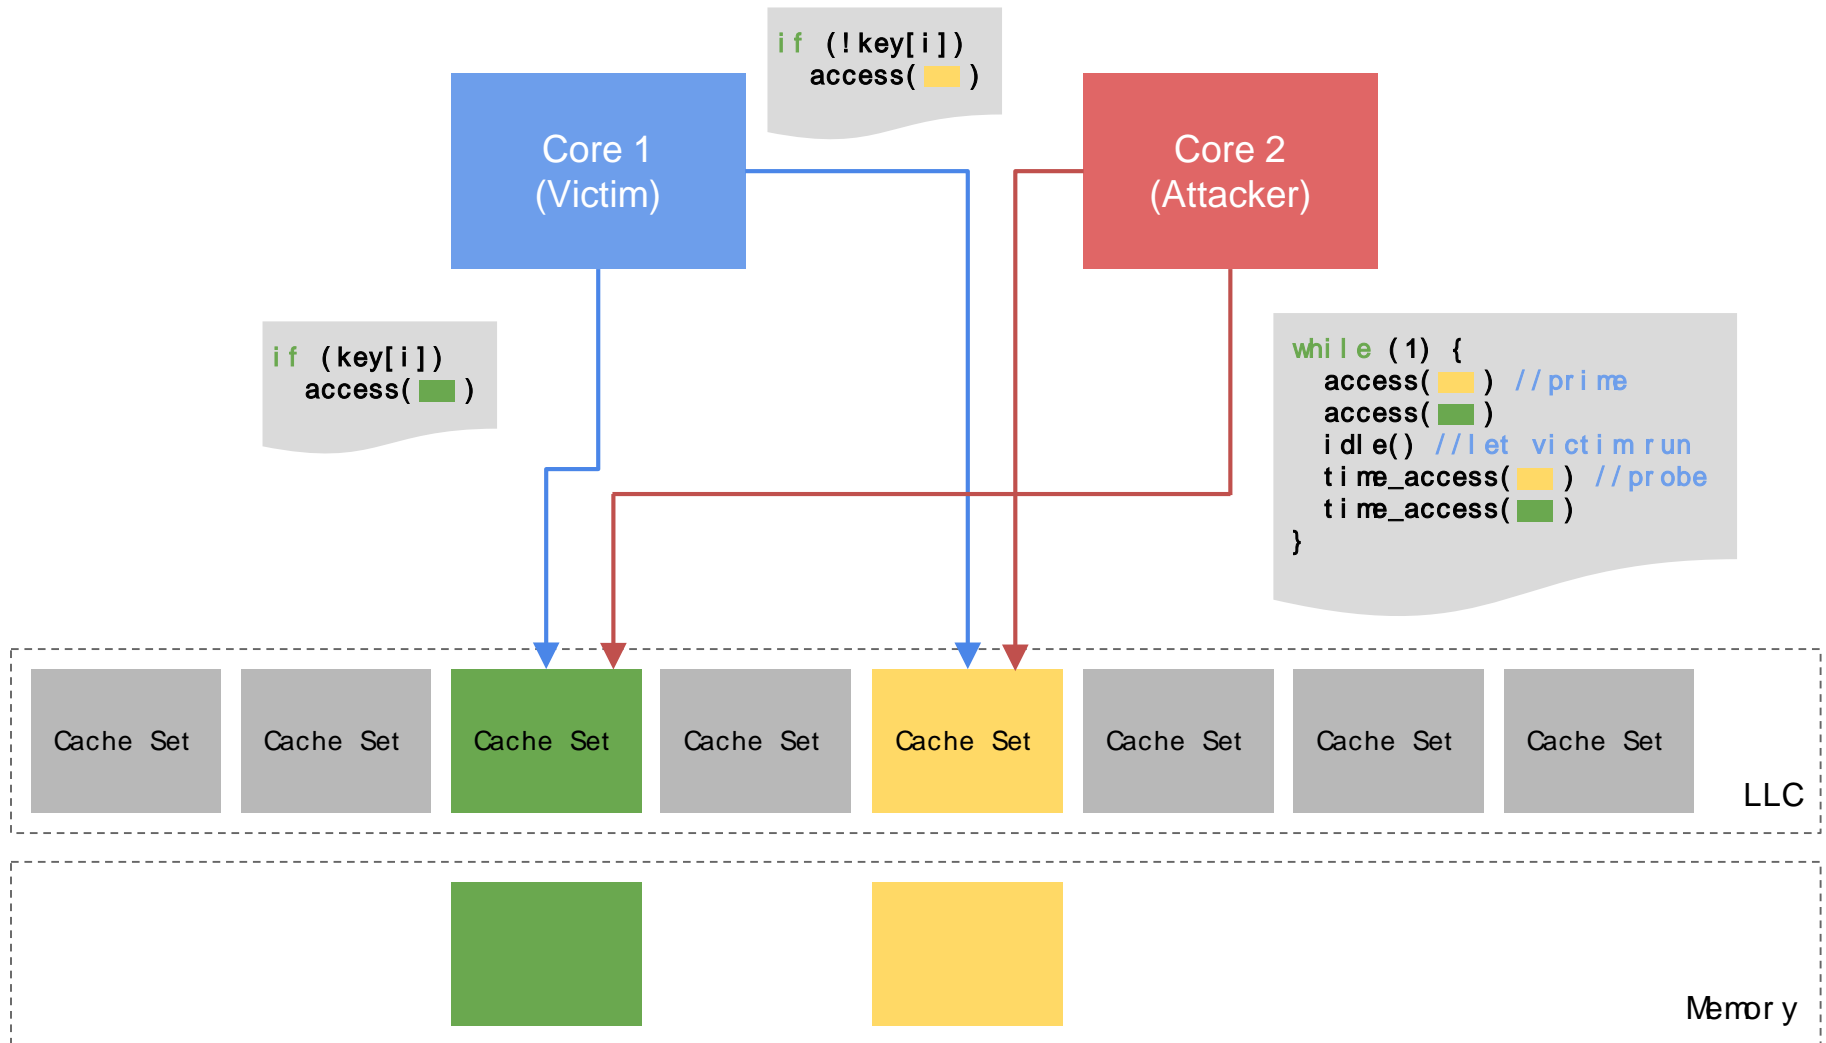 if (!key[i])
access( )
Core 1
(Victim)
Core 2
(Attacker)
if (key[i])
access( )
while (1) {
access( ) //prime
access( )
idle() //let victim run
time_access( ) //probe
time_access( )
}
Cache Set
Cache Set
Cache Set
Cache Set
Cache Set
Cache Set
Cache Set
Cache Set
LLC
Memory